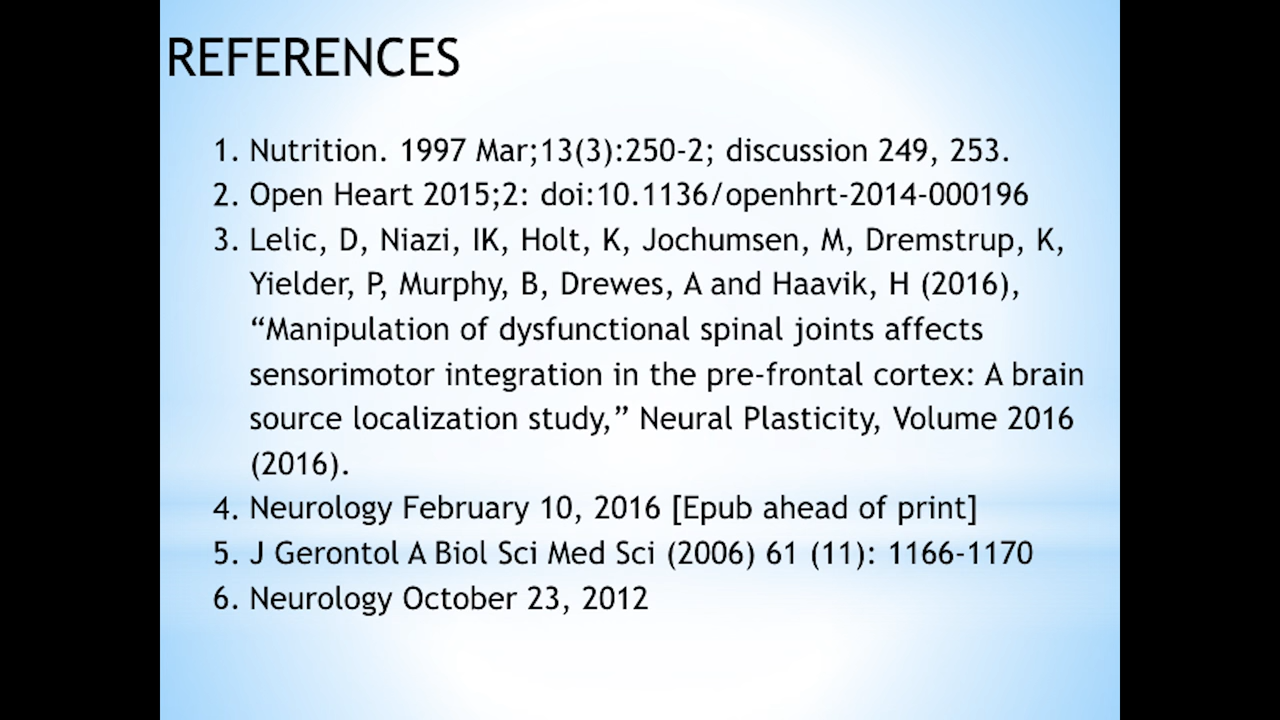 REFERENCES
1. Nutrition. 1997 Mar;13(3):250-2; discussion 249, 253.
2. Open Heart 2015;2: doi:10.1136/openhrt-2014-000196
3. Lelic, D, Niazi, IK, Holt, K, Jochumsen, M, Dremstrup, K,
Yielder, P, Murphy, B, Drewes, A and Haavik, H (2016),
“Manipulation of dysfunctional spinal joints affects
sensorimotor integration in the pre-frontal cortex: A brain
source localization study,” Neural Plasticity, Volume 2016
(2016).
4. Neurology February 10, 2016 [Epub ahead of print]
5. J Gerontol A Biol Sci Med Sci (2006) 61 (11): 1166-1170
6. Neurology October 23, 2012